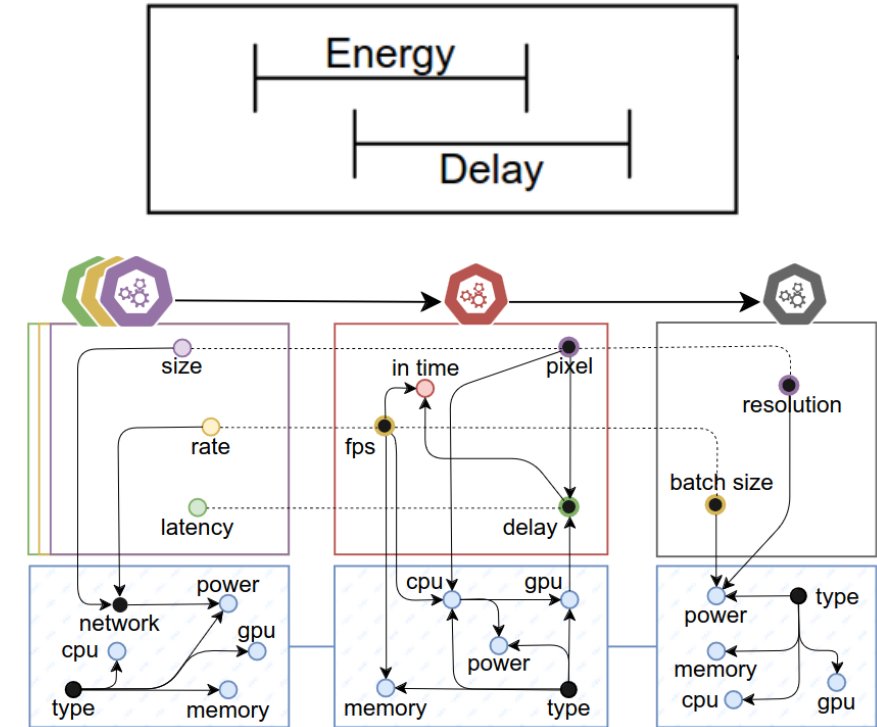 Energy
Delay
size
in time
pixel
resolution
rate
fps
batch size
latency
delay
power
network
gpu
cpu
type
memory
cpu
gpu
power
memory
type
power
type
memory
cpu
gpu